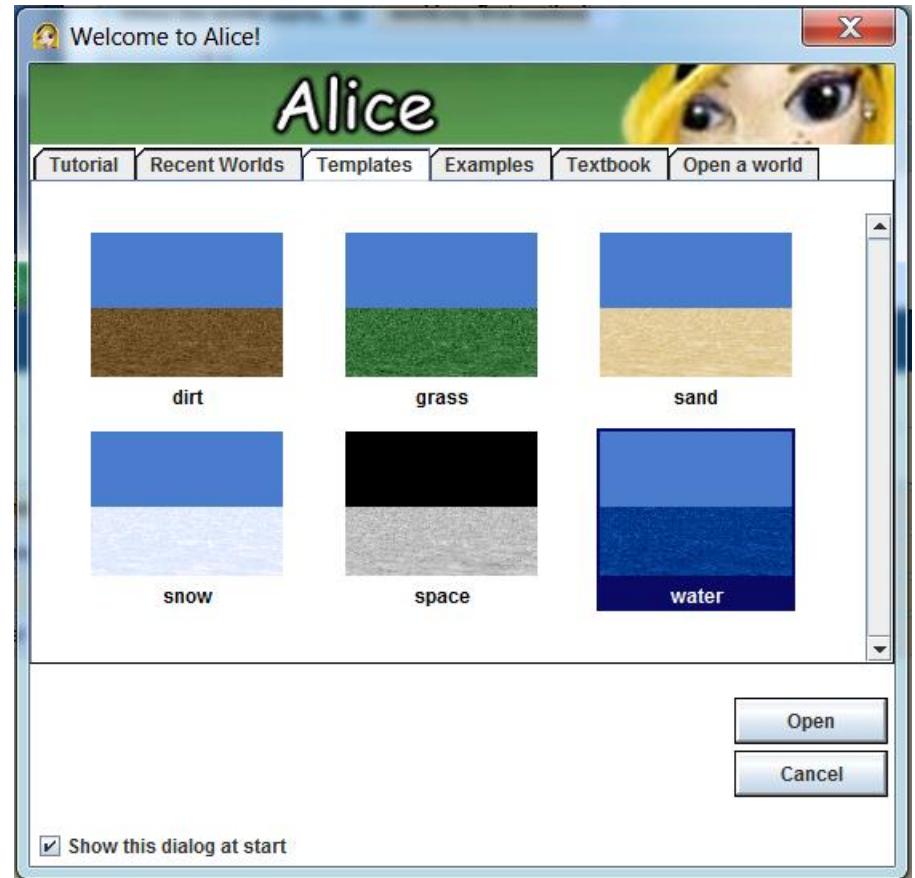 Welcome to Alice!
Alice
Tutorial Recent Worlds Templates Examples Textbook Open a world
dirt grass sand
snow space water
Open
Cancel
Show this dialog at start